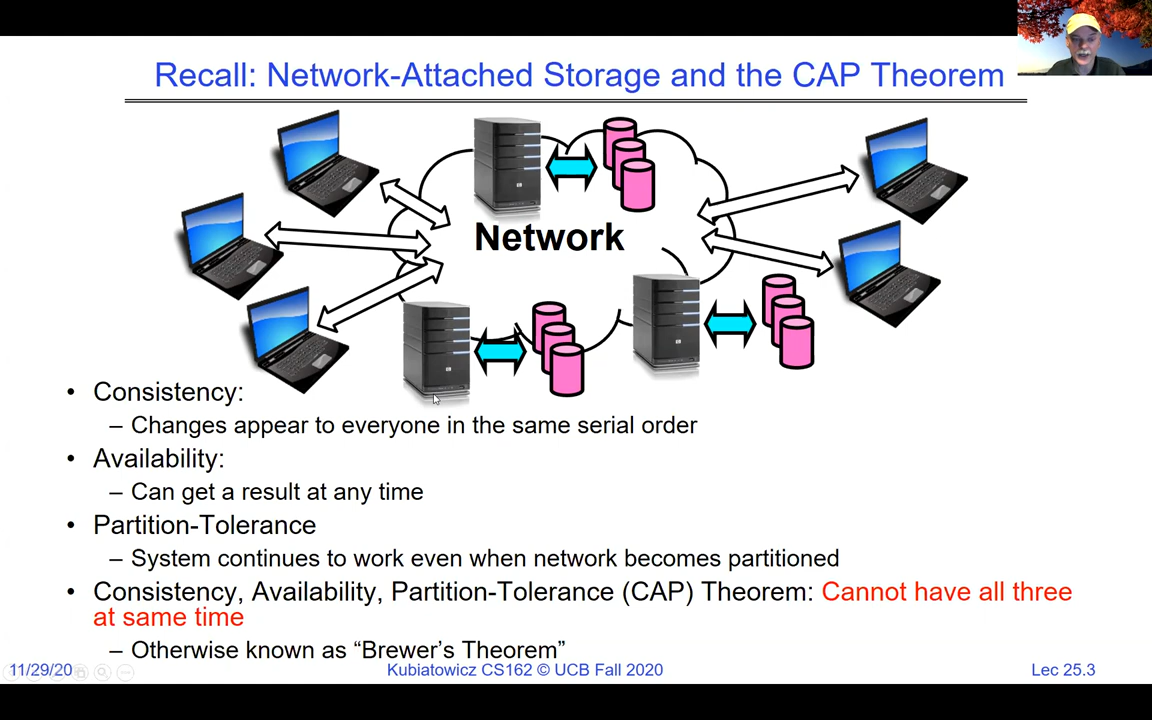 Recall: Network-Attached Storage and the CAP Theorem
Network
• Consistency:
– Changes appear to everyone in the same serial order
• Availability:
– Can get a result at any time
• Partition-Tolerance
– System continues to work even when network becomes partitioned
• Consistency, Availability, Partition-Tolerance (CAP) Theorem: Cannot have all three
at same time
– Otherwise known as “Brewer’s Theorem”
11/29/20
Kubiatowicz CS162 © UCB Fall 2020
Lec 25.3